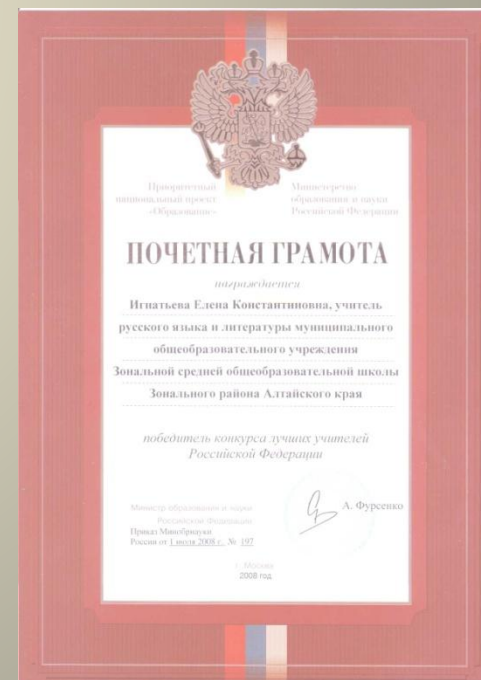 Приоритетный
национальный проект
«Образование»
Министерство
образования и науки
Российской Федерации
ПОЧЕТНАЯ ГРАМОТА
награждается
Игнатьева Елена Константиновна, учитель
русского языка и литературы муниципального
общеобразовательного учреждения
Зональной средней общеобразовательной школы
Зонального района Алтайского края
победитель конкурса лучших учителей
Российской Федерации
Министр образования и науки
Российской Федерации
А. Фурсенко
Приказ Минобрнауки
России от 1 июля 2008 г. № 197
г. Москва
2008 год